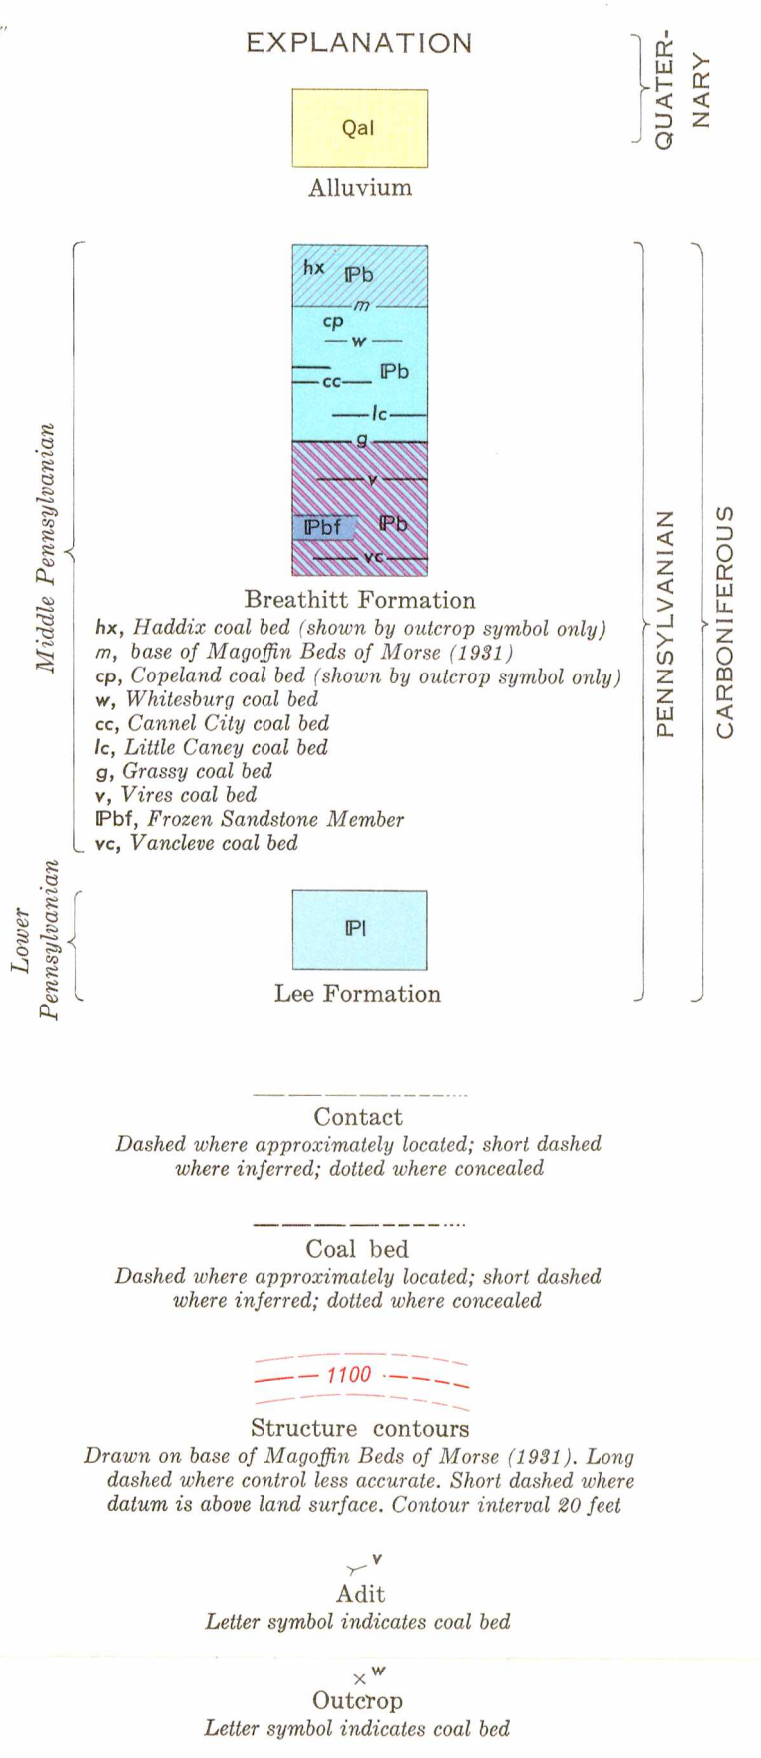 EXPLANATION
QUATER-
NARY
Qal
Alluvium
hx ℙb
m
cp
w
cc ℙb
lc
g
v
ℙbf ℙb
vc
Breathitt Formation
hx, Haddix coal bed (shown by outcrop symbol only)
m, base of Magoffin Beds of Morse (1931)
cp, Copeland coal bed (shown by outcrop symbol only)
w, Whitesburg coal bed
cc, Cannel City coal bed
lc, Little Caney coal bed
g, Grassy coal bed
v, Vires coal bed
ℙbf, Frozen Sandstone Member
vc, Vancleve coal bed
Middle Pennsylvanian
PENNSYLVANIAN
CARBONIFEROUS
Lower
Pennsylvanian
ℙl
Lee Formation
Contact
Dashed where approximately located; short dashed
where inferred; dotted where concealed
Coal bed
Dashed where approximately located; short dashed
where inferred; dotted where concealed
1100
Structure contours
Drawn on base of Magoffin Beds of Morse (1931). Long
dashed where control less accurate. Short dashed where
datum is above land surface. Contour interval 20 feet
v
Adit
Letter symbol indicates coal bed
w
Outcrop
Letter symbol indicates coal bed